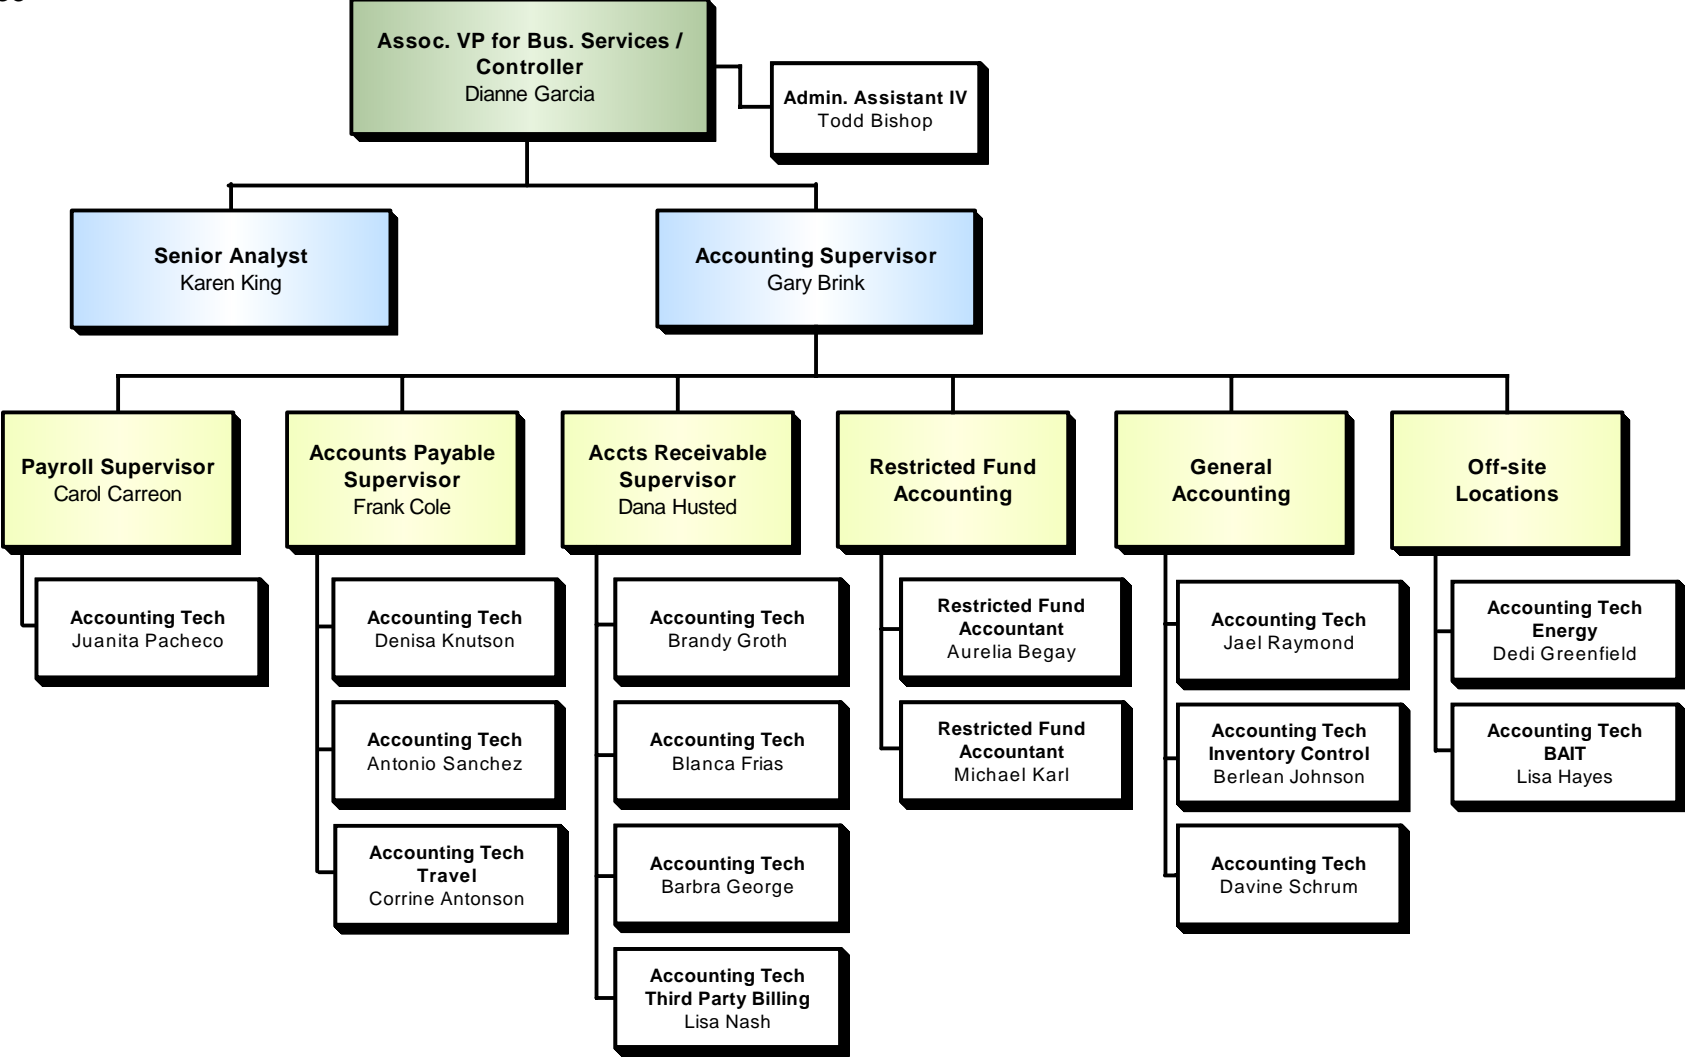 Assoc. VP for Bus. Services /
Controller
Dianne Garcia
Admin. Assistant IV
Todd Bishop
Senior Analyst
Karen King
Accounting Supervisor
Gary Brink
Payroll Supervisor
Carol Carreon
Accounts Payable
Supervisor
Frank Cole
Accts Receivable
Supervisor
Dana Husted
Restricted Fund
Accounting
General
Accounting
Off-site
Locations
Accounting Tech
Juanita Pacheco
Accounting Tech
Denisa Knutson
Accounting Tech
Antonio Sanchez
Accounting Tech
Travel
Corrine Antonson
Accounting Tech
Brandy Groth
Accounting Tech
Blanca Frias
Accounting Tech
Barbra George
Accounting Tech
Third Party Billing
Lisa Nash
Restricted Fund
Accountant
Aurelia Begay
Restricted Fund
Accountant
Michael Karl
Accounting Tech
Jael Raymond
Accounting Tech
Inventory Control
Berlean Johnson
Accounting Tech
Davine Schrum
Accounting Tech
Energy
Dedi Greenfield
Accounting Tech
BAIT
Lisa Hayes